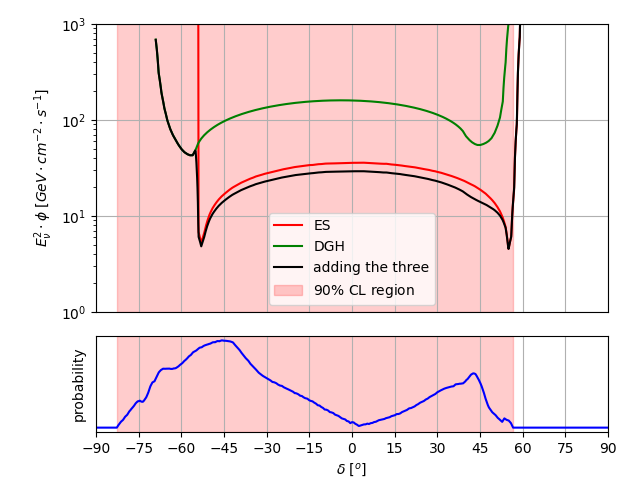 10³
10²
10¹
10⁰
E²ᵥ · ϕ [GeV · cm⁻² · s⁻¹]
ES
DGH
adding the three
90% CL region
probability
−90 −75 −60 −45 −30 −15 0 15 30 45 60 75 90
δ [°]